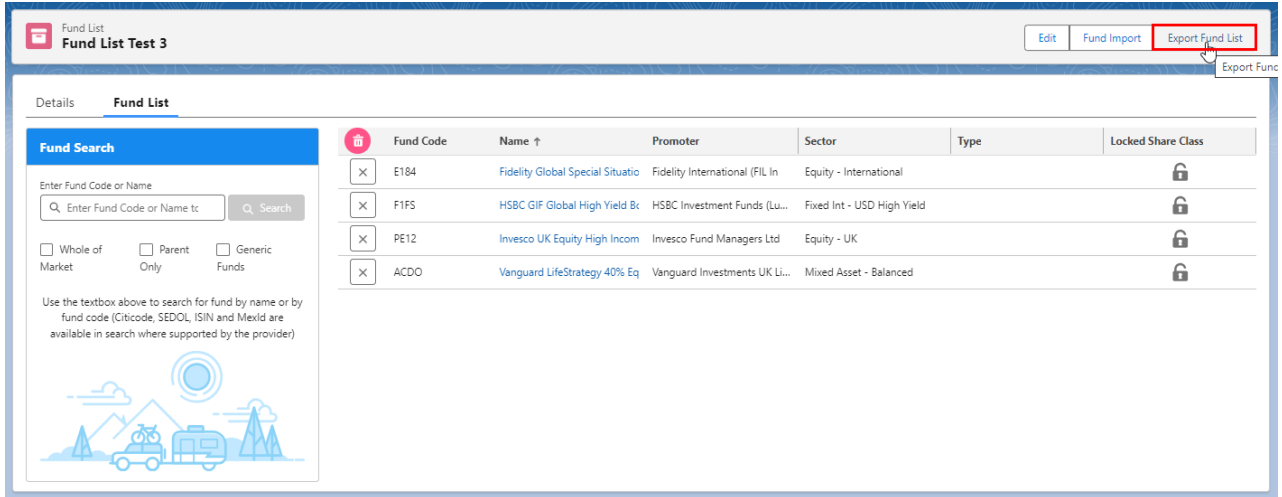 Fund List
Fund List Test 3
Edit
Fund Import
Export Fund List
Export Fund
Details
Fund List
Fund Search
Enter Fund Code or Name
Enter Fund Code or Name to
Search
Whole of Market
Parent Only
Generic Funds
Use the textbox above to search for fund by name or by
fund code (Citicode, SEDOL, ISIN and MexId are
available in search where supported by the provider)
Fund Code Name ↑ Promoter Sector Type Locked Share Class
E184 Fidelity Global Special Situatio Fidelity International (FIL In Equity - International
F1FS HSBC GIF Global High Yield Bo HSBC Investment Funds (Lu... Fixed Int - USD High Yield
PE12 Invesco UK Equity High Incom Invesco Fund Managers Ltd Equity - UK
ACDO Vanguard LifeStrategy 40% Eq Vanguard Investments UK Li... Mixed Asset - Balanced